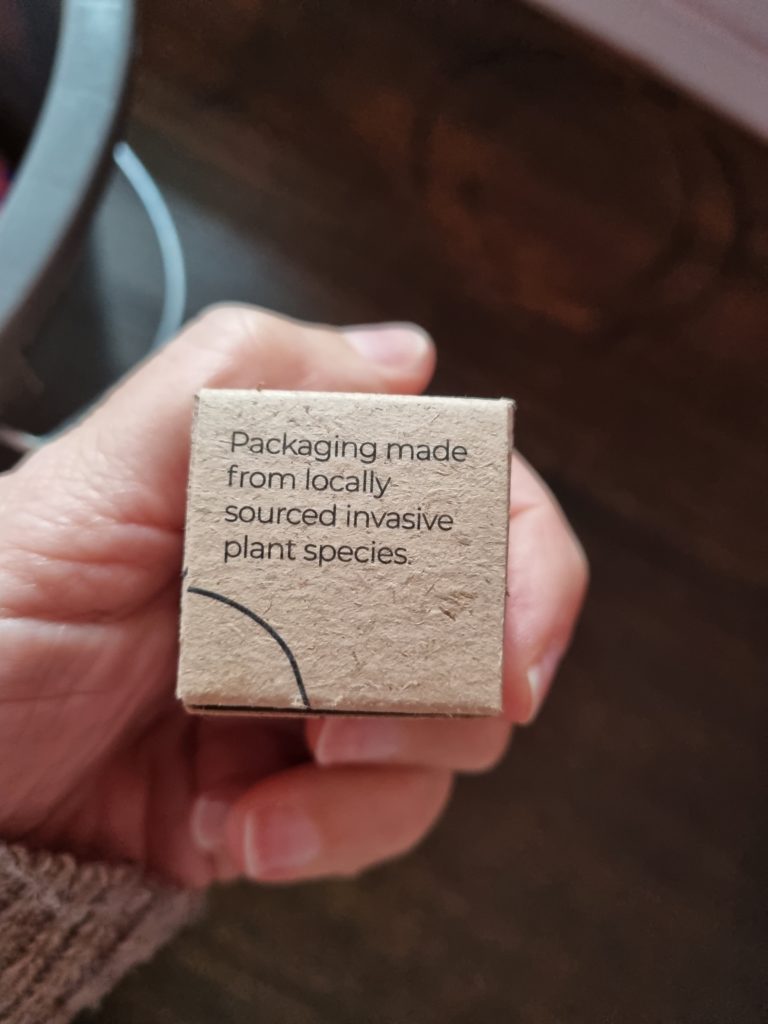 Packaging made
from locally
sourced invasive
plant species.